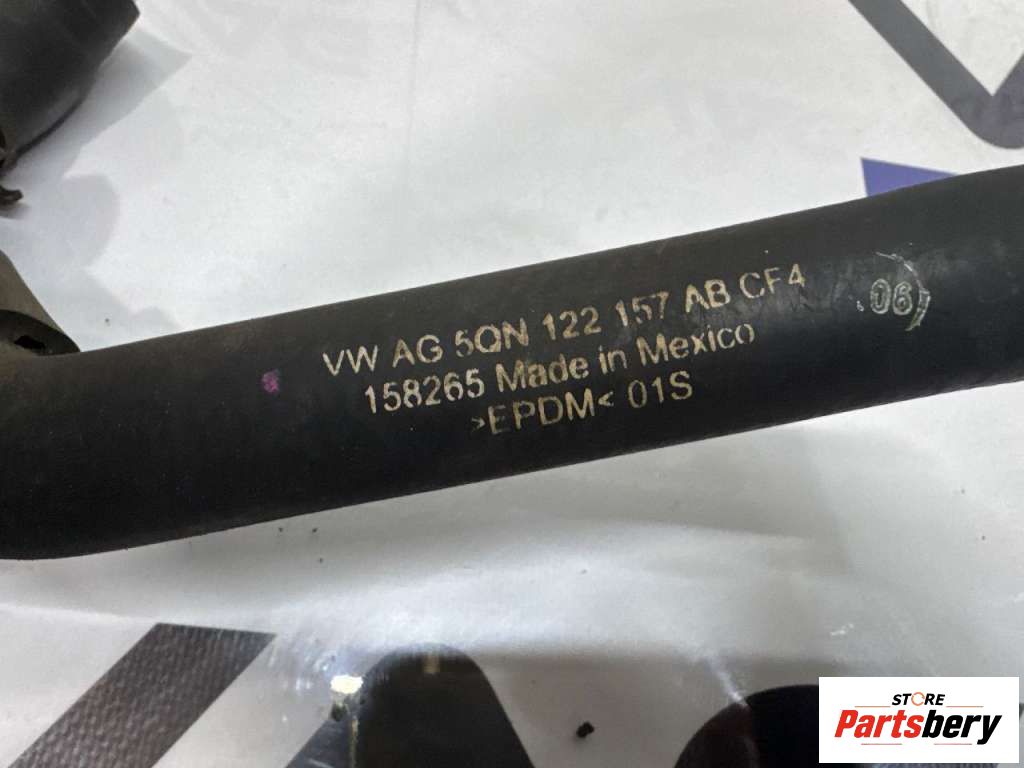 VW AG 5QN 122 157 AB CF4
158265 Made in Mexico
>EPDM< 01S
06
STORE
Partsbery